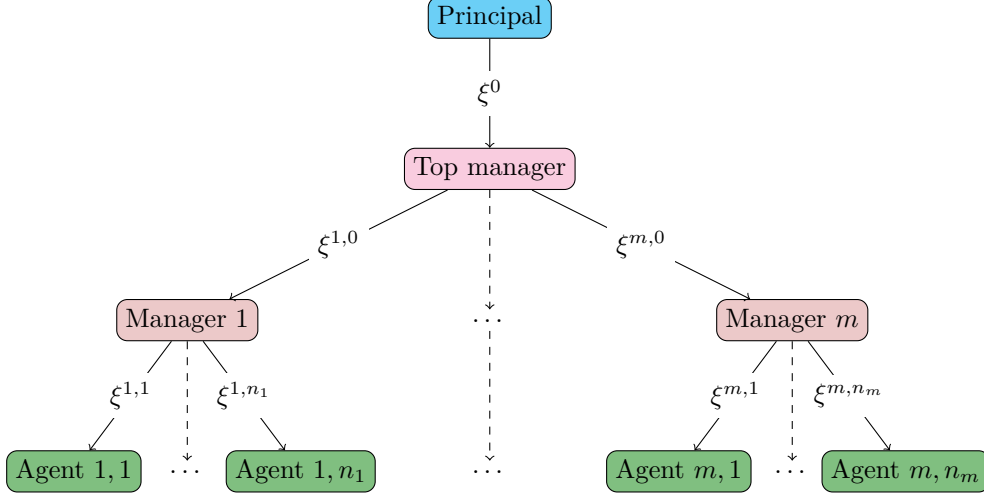 Principal
ξ^0
Top manager
ξ^{1,0} ξ^{m,0}
Manager 1 ... Manager m
ξ^{1,1} ξ^{1,n_1} ξ^{m,1} ξ^{m,n_m}
Agent 1, 1 ... Agent 1, n_1 ... Agent m, 1 ... Agent m, n_m